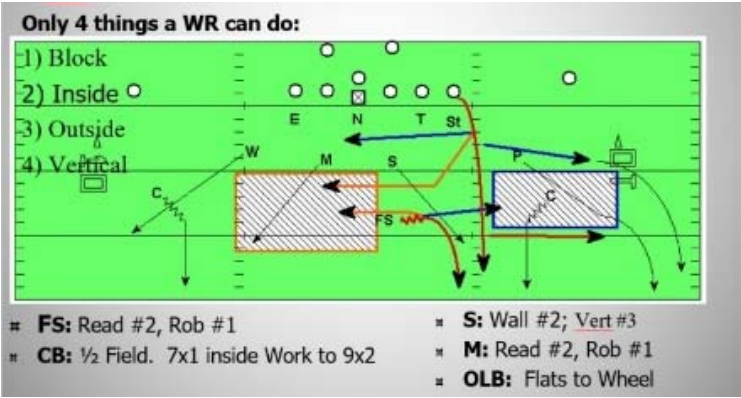 Only 4 things a WR can do:
1) Block
2) Inside
3) Outside
4) Vertical
E N T St
W M S P
C C
FS
FS: Read #2, Rob #1
CB: ½ Field. 7x1 inside Work to 9x2
S: Wall #2; Vert #3
M: Read #2, Rob #1
OLB: Flats to Wheel